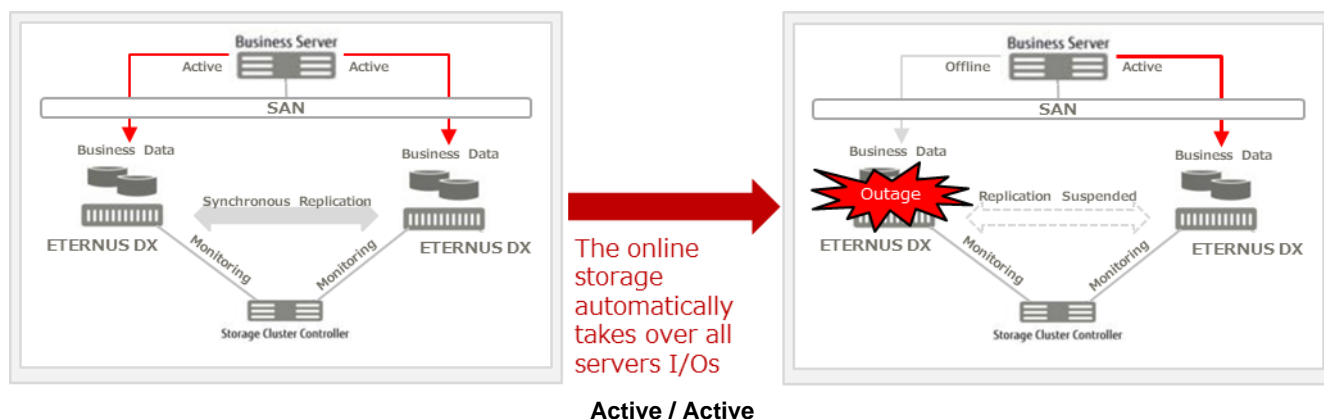 Business Server
Active Active
SAN
Business Data
Business Data
Synchronous Replication
ETERNUS DX
ETERNUS DX
Monitoring
Monitoring
Storage Cluster Controller
The online
storage
automatically
takes over all
servers I/Os
Business Server
Offline Active
SAN
Business Data
Business Data
Outage
Replication Suspended
ETERNUS DX
ETERNUS DX
Monitoring
Monitoring
Storage Cluster Controller
Active / Active